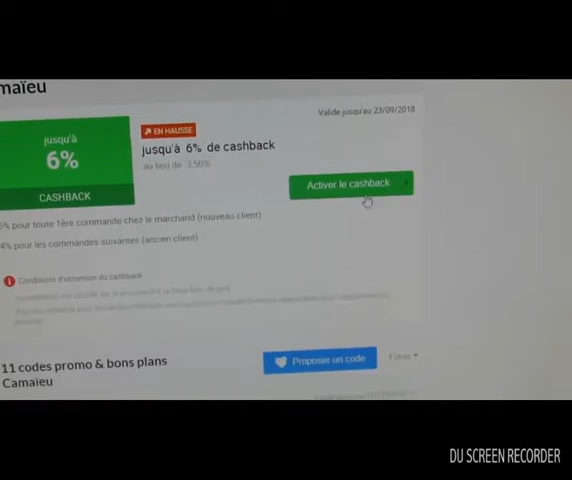 maïeu
Valide jusqu'au 23/09/2018
jusqu'à
6%
CASHBACK
EN HAUSSE
jusqu'à 6% de cashback
au lieu de 3,50%
Activer le cashback
6% pour toute 1ère commande chez le marchand (nouveau client)
4% pour les commandes suivantes (ancien client)
Conditions d'obtention du cashback
11 codes promo & bons plans
Camaïeu
Proposer un code
Filtrer
DU SCREEN RECORDER